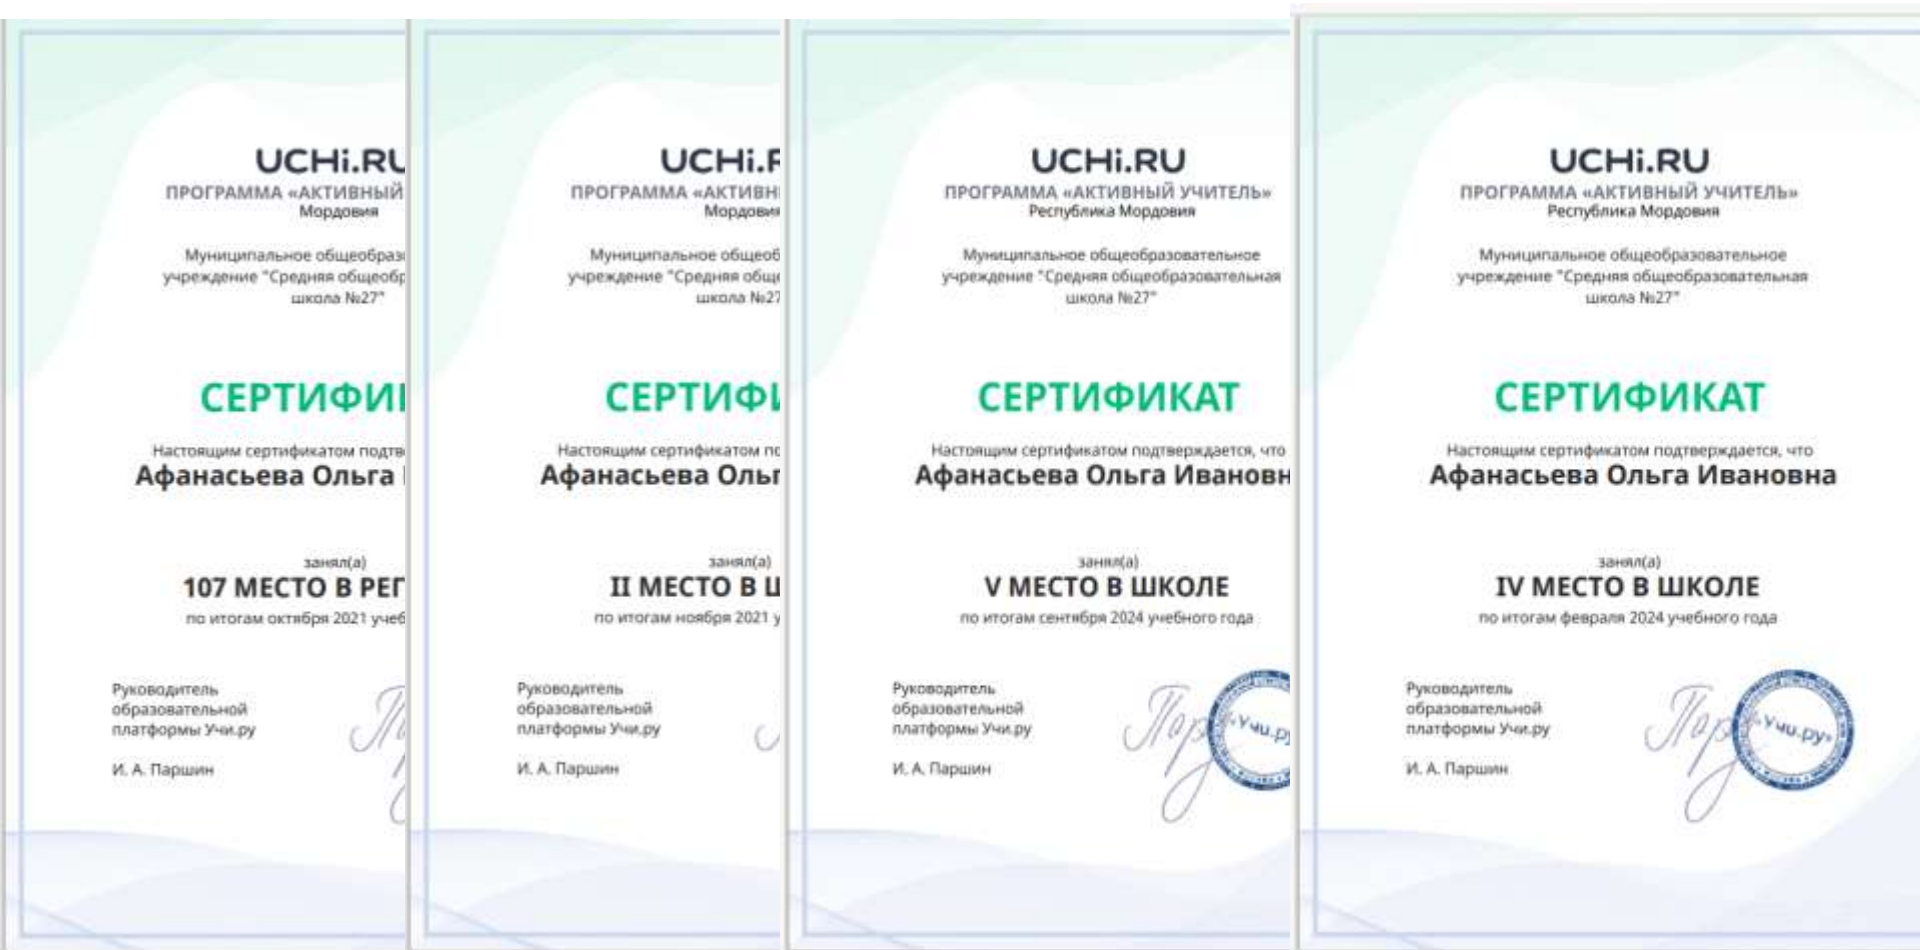 UCHi.RU
ПРОГРАММА «АКТИВНЫЙ
Мордовия
Муниципальное общеобраз
учреждение "Средняя общеобр
школа №27"
СЕРТИФИ
Настоящим сертификатом подтв
Афанасьева Ольга
занял(а)
107 МЕСТО В РЕГ
по итогам октября 2021 учеб
Руководитель
образовательной
платформы Учи.ру
И. А. Паршин
UCHi.R
ПРОГРАММА «АКТИВН
Мордовия
Муниципальное общеоб
учреждение "Средняя обще
школа №27
СЕРТИФИ
Настоящим сертификатом по
Афанасьева Ольг
занял(а)
II МЕСТО В Ш
по итогам ноября 2021 у
Руководитель
образовательной
платформы Учи.ру
И. А. Паршин
UCHi.RU
ПРОГРАММА «АКТИВНЫЙ УЧИТЕЛЬ»
Республика Мордовия
Муниципальное общеобразовательное
учреждение "Средняя общеобразовательная
школа №27"
СЕРТИФИКАТ
Настоящим сертификатом подтверждается, что
Афанасьева Ольга Ивановн
занял(а)
V МЕСТО В ШКОЛЕ
по итогам сентября 2024 учебного года
Руководитель
образовательной
платформы Учи.ру
И. А. Паршин
«Учи.ру
UCHi.RU
ПРОГРАММА «АКТИВНЫЙ УЧИТЕЛЬ»
Республика Мордовия
Муниципальное общеобразовательное
учреждение "Средняя общеобразовательная
школа №27"
СЕРТИФИКАТ
Настоящим сертификатом подтверждается, что
Афанасьева Ольга Ивановна
занял(а)
IV МЕСТО В ШКОЛЕ
по итогам февраля 2024 учебного года
Руководитель
образовательной
платформы Учи.ру
И. А. Паршин
«Учи.ру»